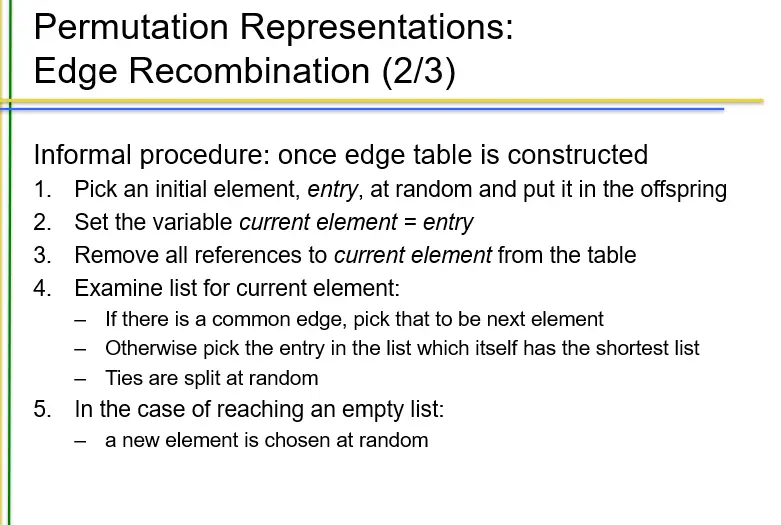 Permutation Representations:
Edge Recombination (2/3)
Informal procedure: once edge table is constructed
1. Pick an initial element, entry, at random and put it in the offspring
2. Set the variable current element = entry
3. Remove all references to current element from the table
4. Examine list for current element:
– If there is a common edge, pick that to be next element
– Otherwise pick the entry in the list which itself has the shortest list
– Ties are split at random
5. In the case of reaching an empty list:
– a new element is chosen at random